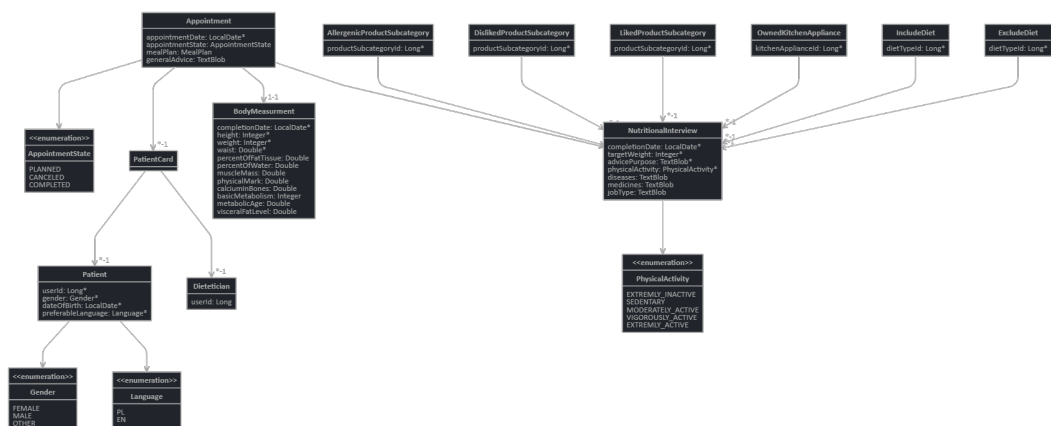 Appointment
appointmentDate: LocalDate*
appointmentState: AppointmentState
mealPlan: MealPlan
generalAdvice: TextBlob
AllergenicProductSubcategory
productSubcategoryId: Long*
DislikedProductSubcategory
productSubcategoryId: Long*
LikedProductSubcategory
productSubcategoryId: Long*
OwnedKitchenAppliance
kitchenApplianceId: Long*
IncludeDiet
dietTypeId: Long*
ExcludeDiet
dietTypeId: Long*
1-1
*-1
*-1
*-1
*-1
<<enumeration>>
AppointmentState
PLANNED
CANCELED
COMPLETED
*-1
PatientCard
BodyMeasurment
completionDate: LocalDate*
height: Integer*
weight: Integer*
waist: Double*
percentOfFatTissue: Double
percentOfWater: Double
muscleMass: Double
physicalMark: Double
calciumInBones: Double
basicMetabolism: Integer
metabolicAge: Double
visceralFatLevel: Double
NutritionalInterview
completionDate: LocalDate*
targetWeight: Integer*
advicePurpose: TextBlob*
physicalActivity: PhysicalActivity*
diseases: TextBlob
medicines: TextBlob
jobType: TextBlob
*-1
Patient
userId: Long*
gender: Gender*
dateOfBirth: LocalDate*
preferableLanguage: Language*
*-1
Dietetician
userId: Long
<<enumeration>>
PhysicalActivity
EXTREMLY_INACTIVE
SEDENTARY
MODERATELY_ACTIVE
VIGOROUSLY_ACTIVE
EXTREMLY_ACTIVE
<<enumeration>>
Gender
FEMALE
MALE
OTHER
<<enumeration>>
Language
PL
EN